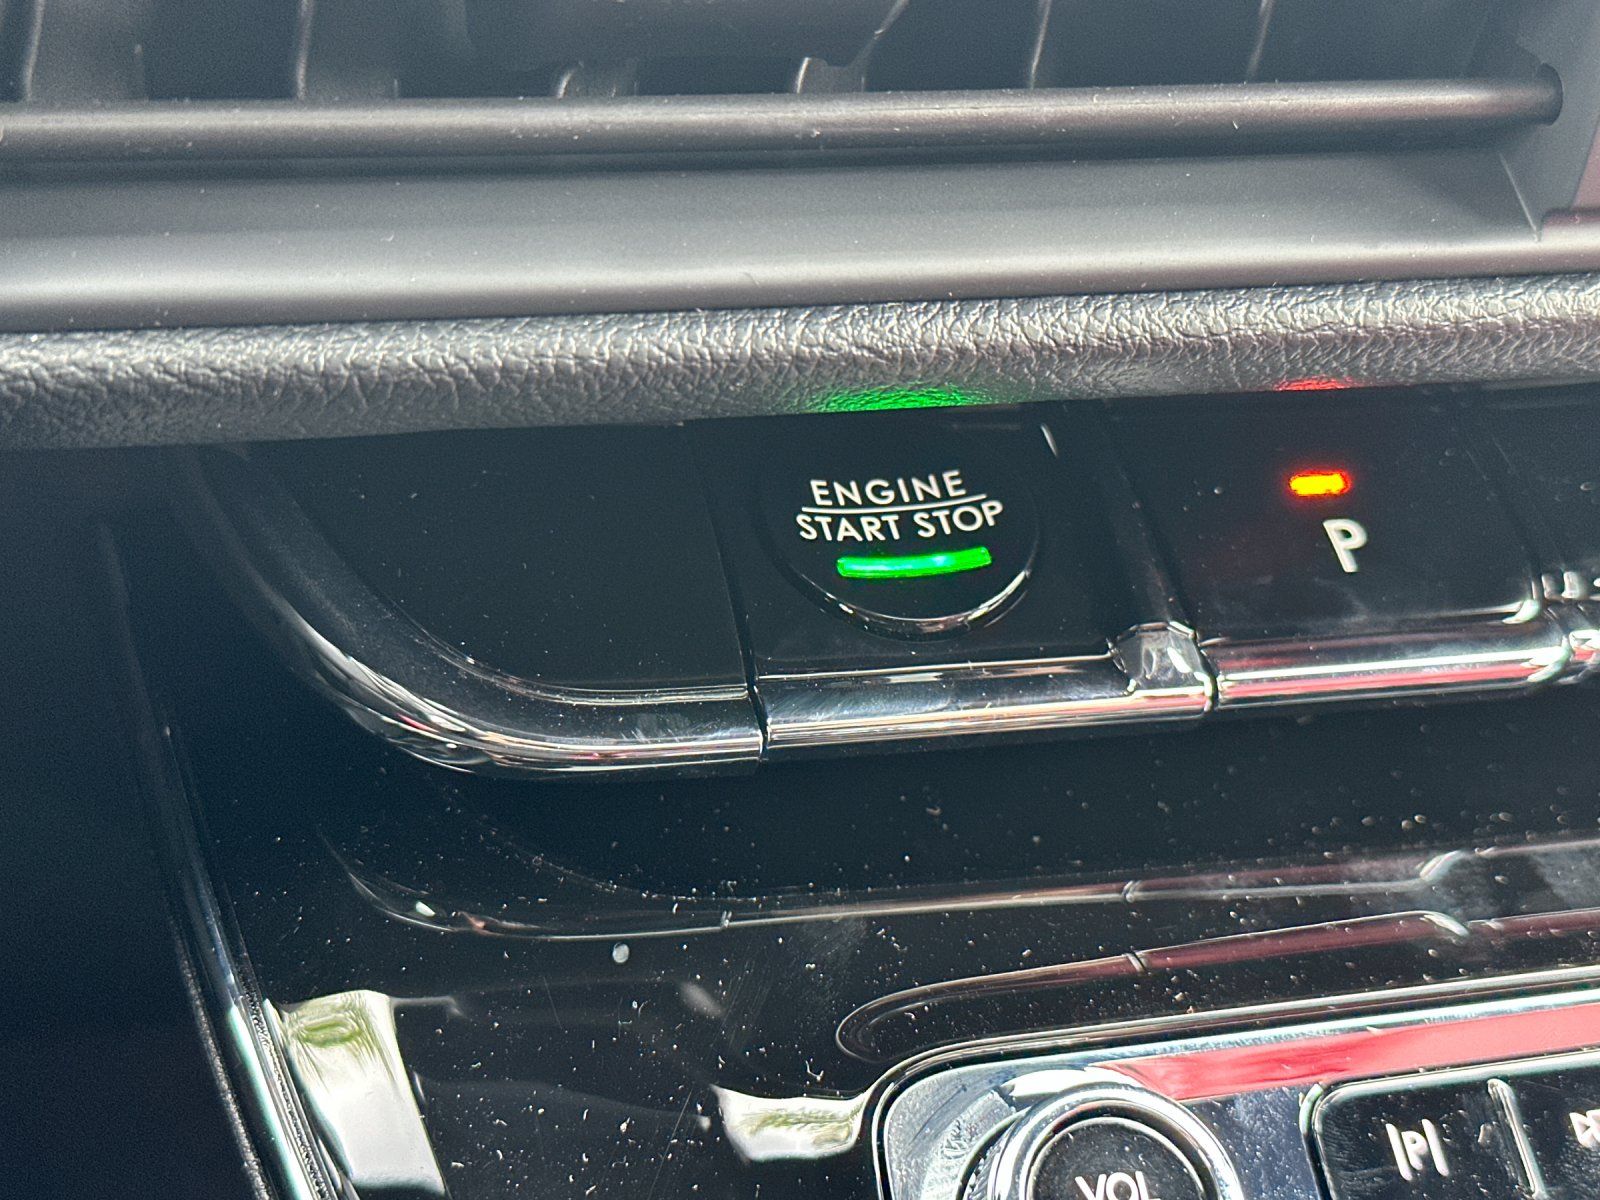 ENGINE
START STOP
P
|P|
VOL